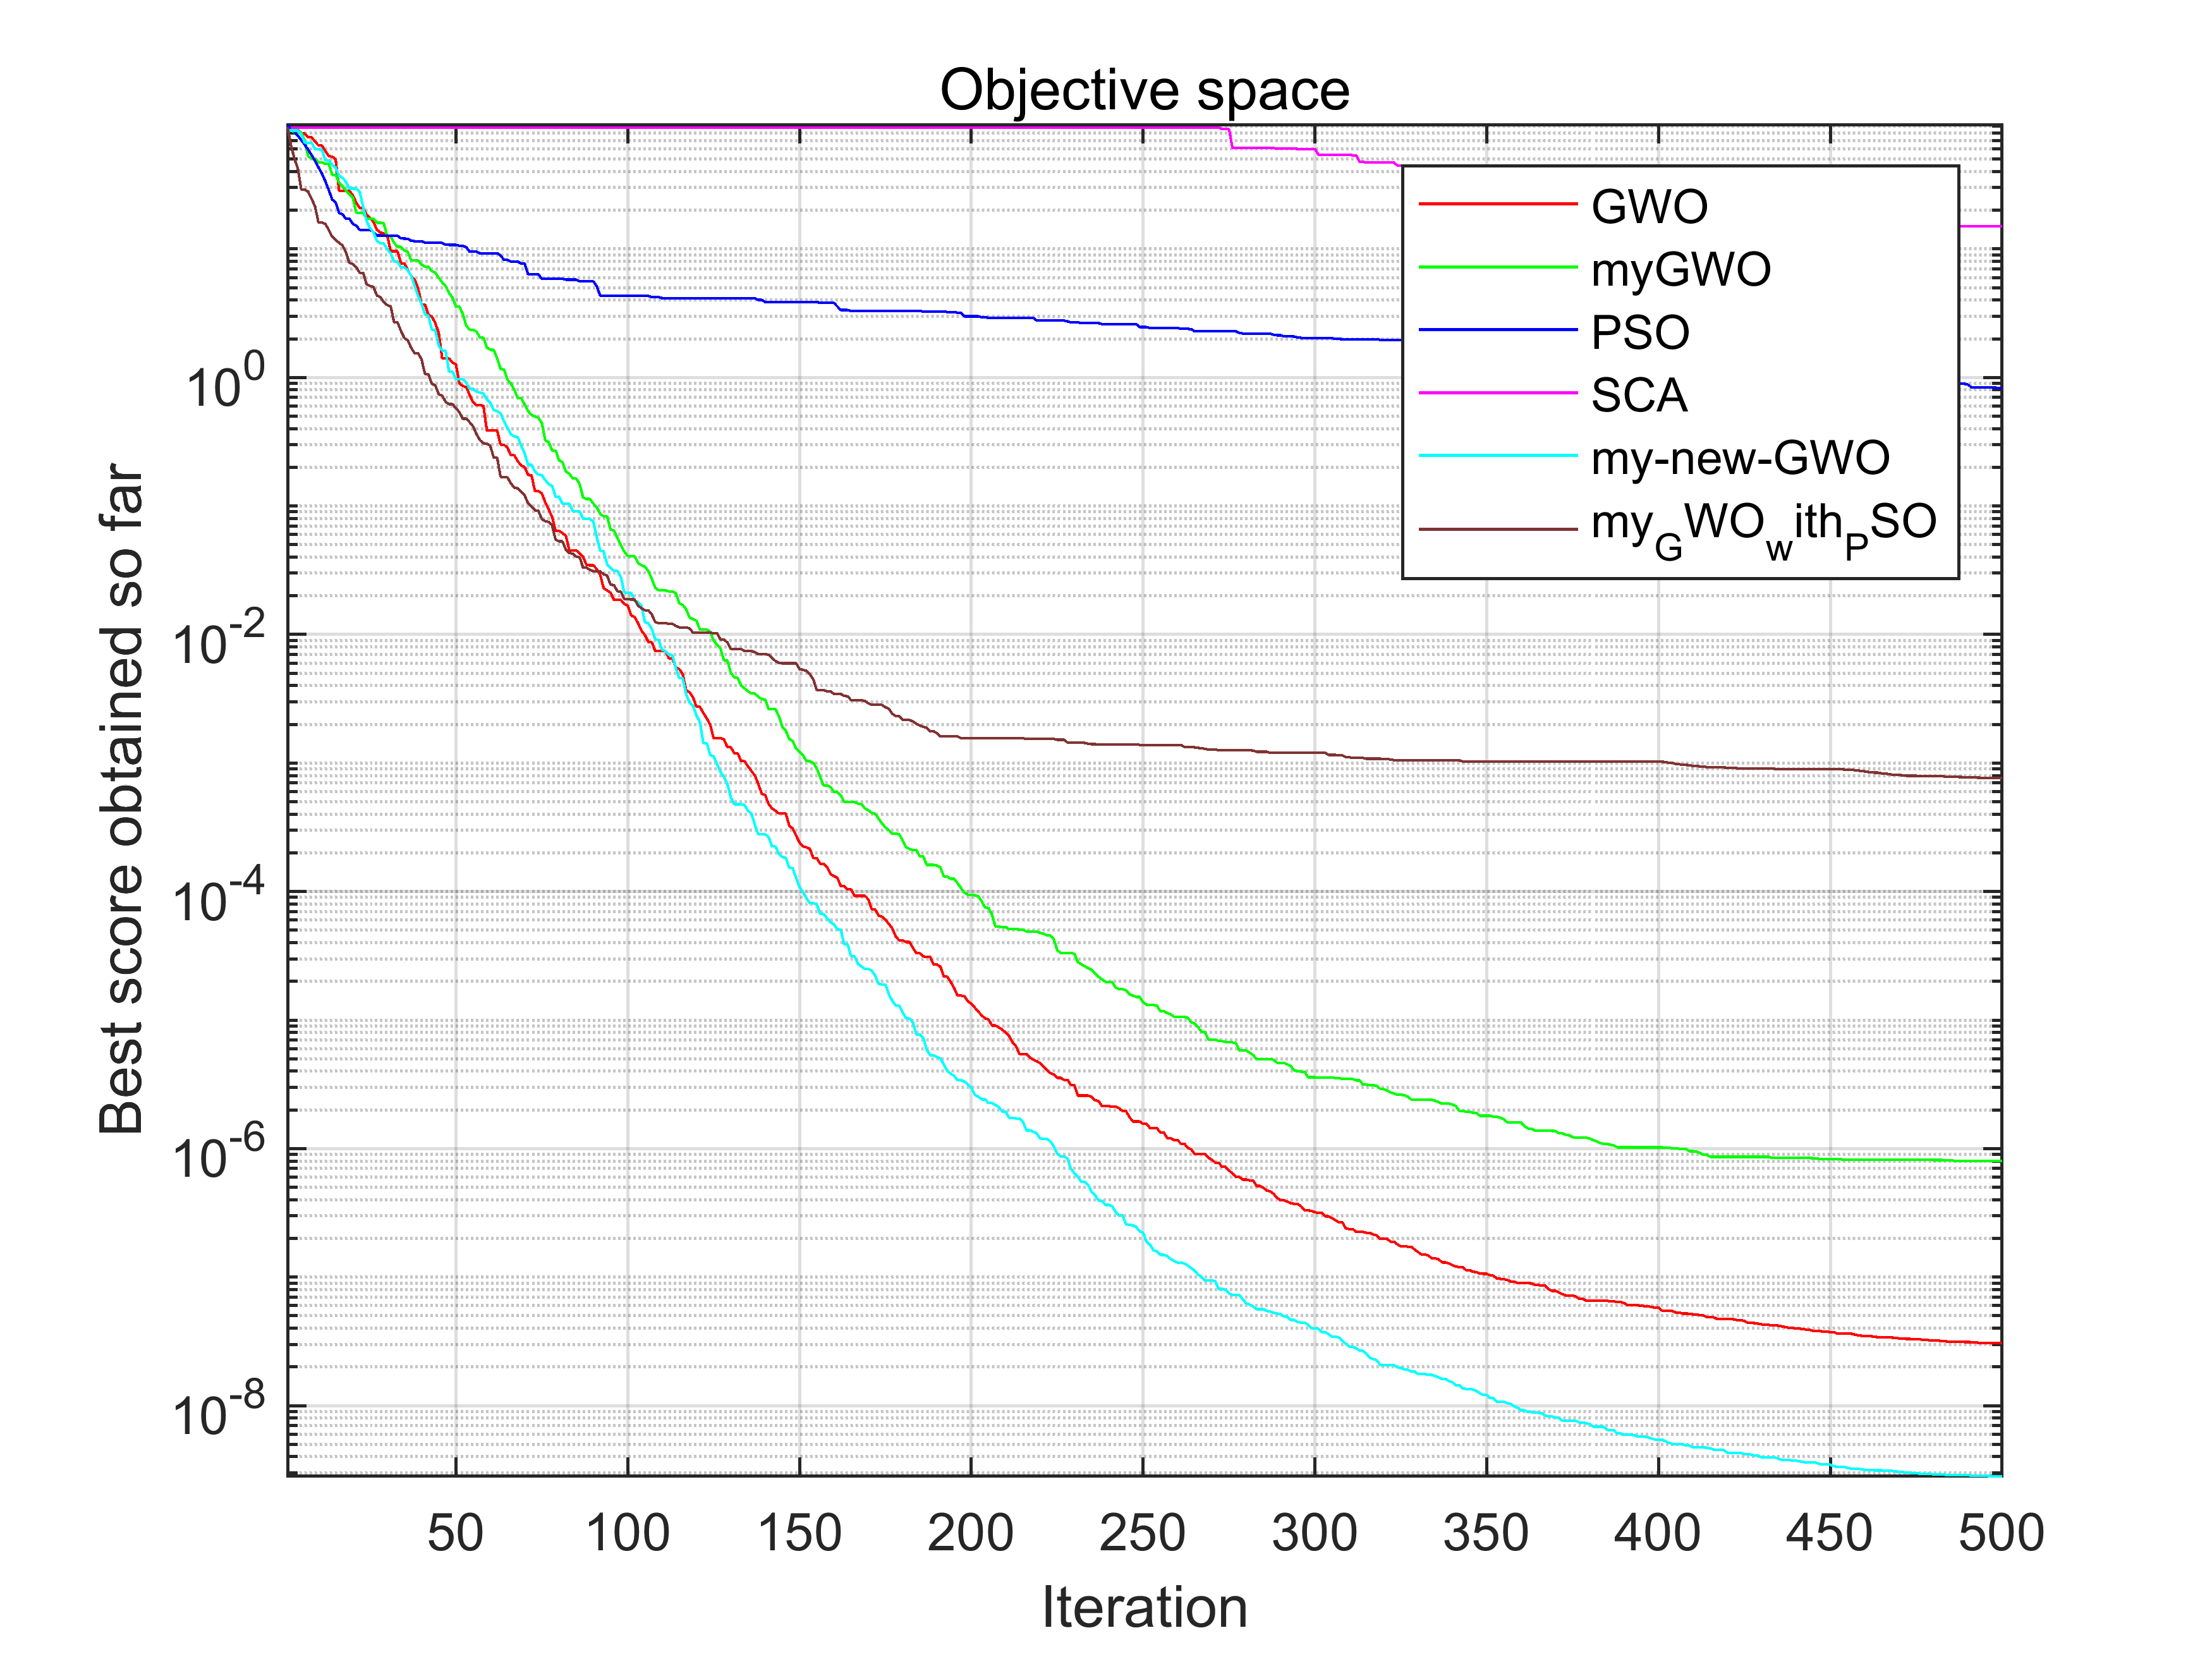 Objective space
Best score obtained so far
10^0
10^-2
10^-4
10^-6
10^-8
GWO
myGWO
PSO
SCA
my-new-GWO
my_GWO_with_PSO
50 100 150 200 250 300 350 400 450 500
Iteration